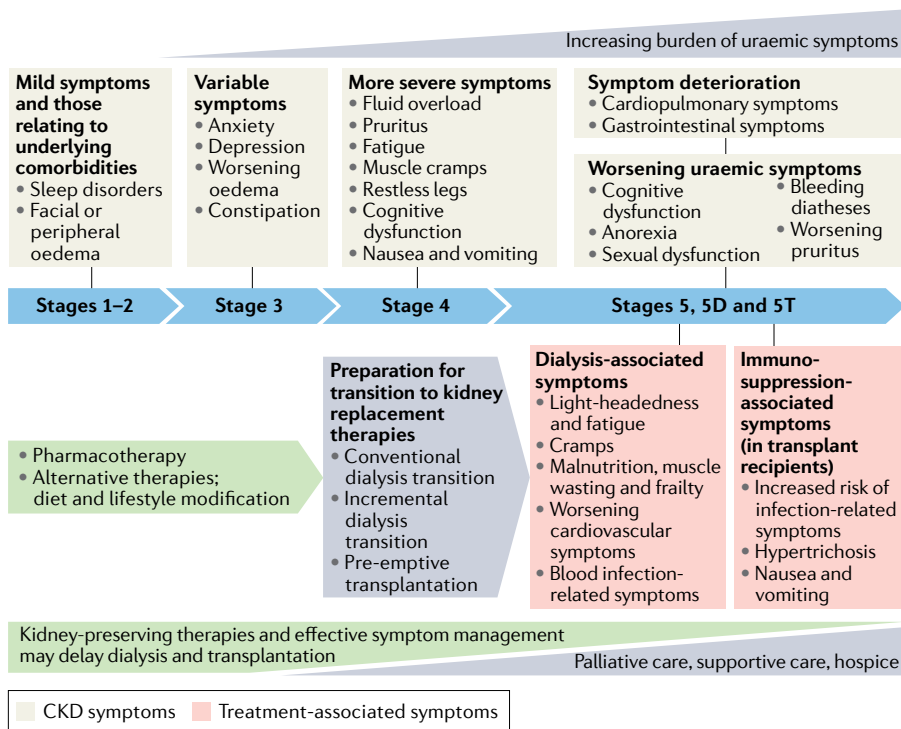 Increasing burden of uraemic symptoms
Mild symptoms
and those
relating to
underlying
comorbidities
• Sleep disorders
• Facial or
peripheral
oedema
Variable
symptoms
• Anxiety
• Depression
• Worsening
oedema
• Constipation
More severe symptoms
• Fluid overload
• Pruritus
• Fatigue
• Muscle cramps
• Restless legs
• Cognitive
dysfunction
• Nausea and vomiting
Symptom deterioration
• Cardiopulmonary symptoms
• Gastrointestinal symptoms
Worsening uraemic symptoms
• Cognitive
dysfunction
• Anorexia
• Sexual dysfunction
• Bleeding
diatheses
• Worsening
pruritus
Stages 1–2
Stage 3
Stage 4
Stages 5, 5D and 5T
• Pharmacotherapy
• Alternative therapies;
diet and lifestyle modification
Preparation for
transition to kidney
replacement
therapies
• Conventional
dialysis transition
• Incremental
dialysis
transition
• Pre-emptive
transplantation
Dialysis-associated
symptoms
• Light-headedness
and fatigue
• Cramps
• Malnutrition, muscle
wasting and frailty
• Worsening
cardiovascular
symptoms
• Blood infection-
related symptoms
Immuno-
suppression-
associated
symptoms
(in transplant
recipients)
• Increased risk of
infection-related
symptoms
• Hypertrichosis
• Nausea and
vomiting
Kidney-preserving therapies and effective symptom management
may delay dialysis and transplantation
Palliative care, supportive care, hospice
CKD symptoms
Treatment-associated symptoms